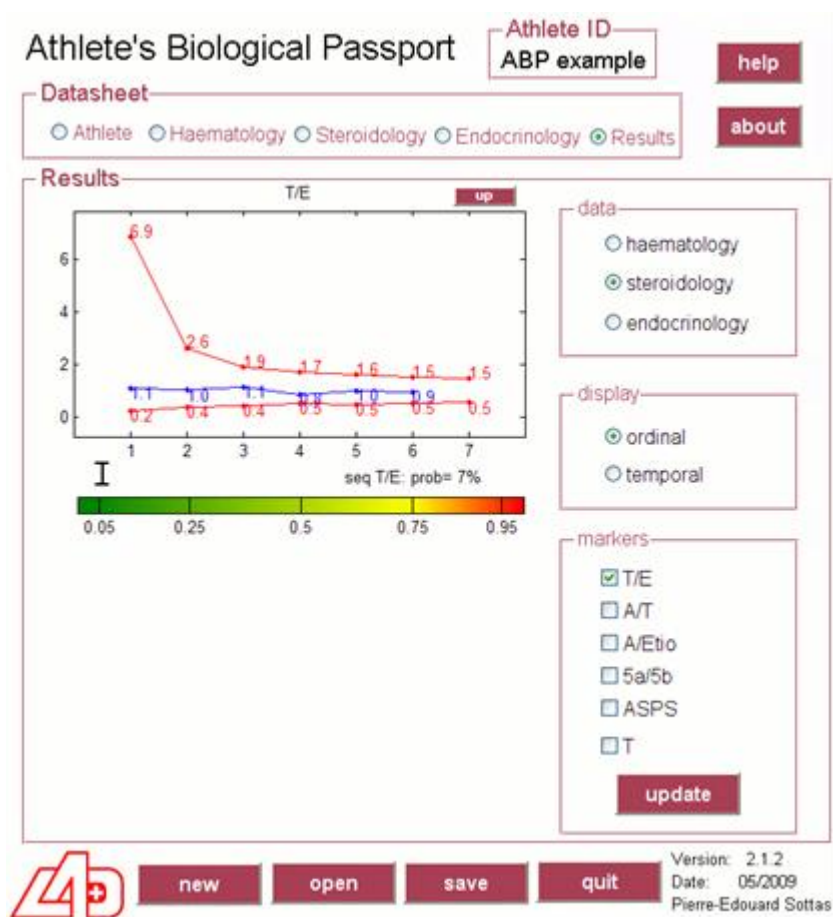 Athlete's Biological Passport
Athlete ID
ABP example
help
Datasheet
Athlete Haematology Steroidology Endocrinology Results
about
Results
T/E
up
6
4
2
0
6.9
2.6
1.9
1.7
1.6
1.5
1.5
1.1
1.0
1.1
0.8
1.0
0.9
0.2
0.4
0.4
0.5
0.5
0.5
0.5
1 2 3 4 5 6 7
seq T/E: prob= 7%
0.05 0.25 0.5 0.75 0.95
data
haematology
steroidology
endocrinology
display
ordinal
temporal
markers
T/E
A/T
A/Etio
5a/5b
ASPS
T
update
new
open
save
quit
Version: 2.1.2
Date: 05/2009
Pierre-Edouard Sottas